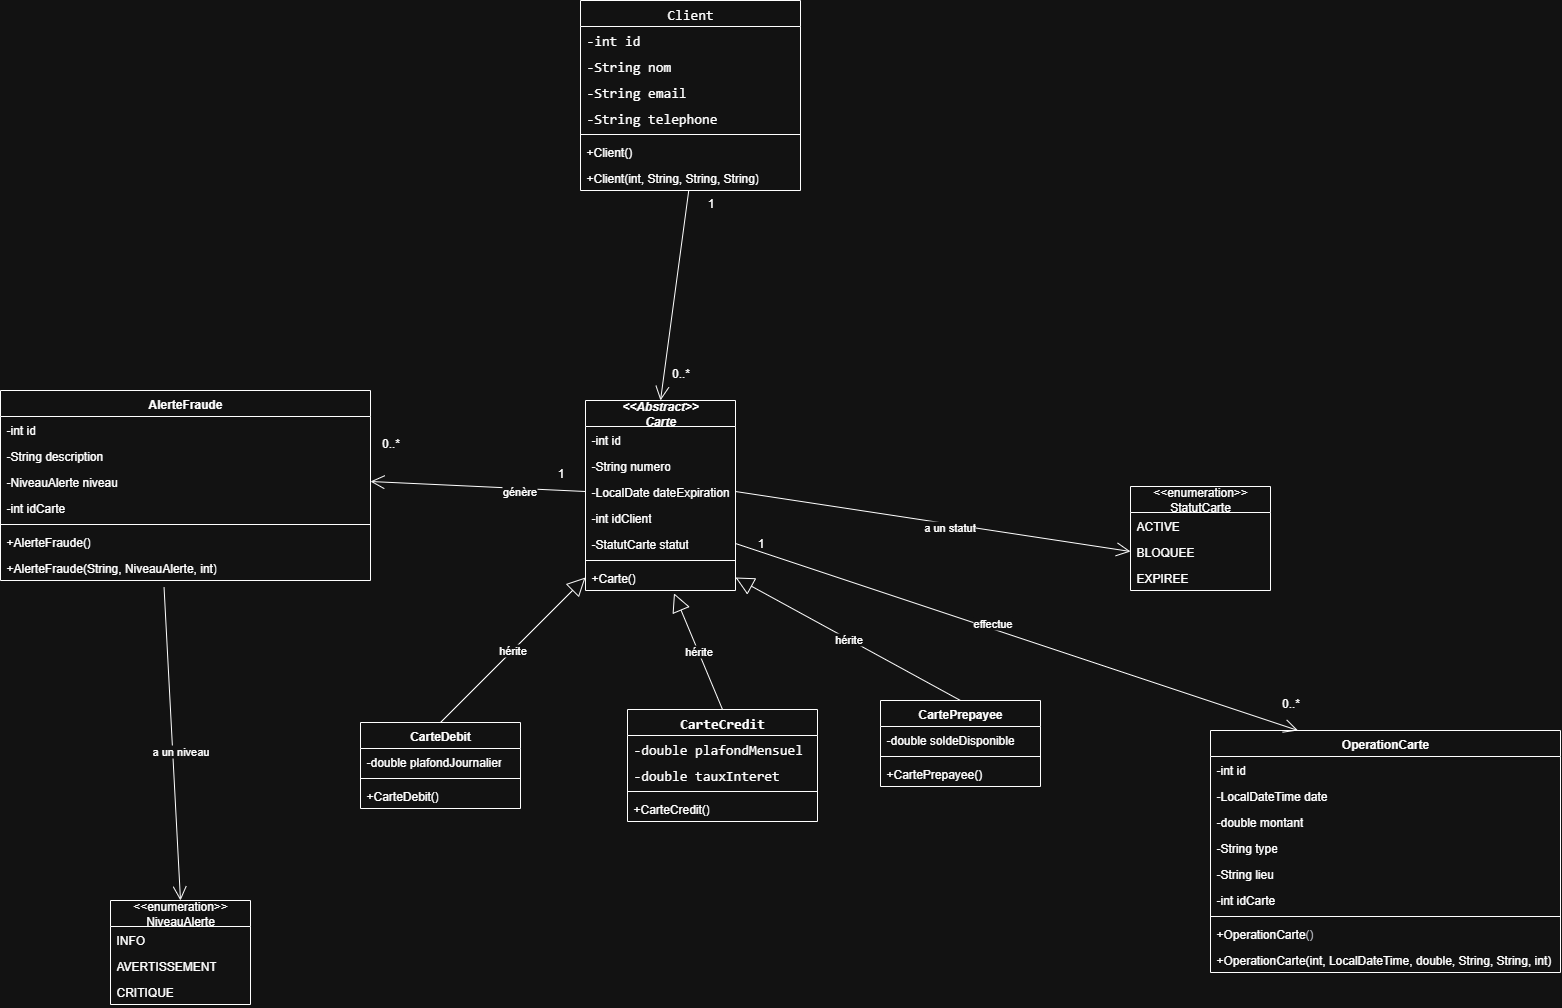 Client
-int id
-String nom
-String email
-String telephone
+Client()
+Client(int, String, String, String)
1
0..*
AlerteFraude
-int id
-String description
-NiveauAlerte niveau
-int idCarte
+AlerteFraude()
+AlerteFraude(String, NiveauAlerte, int)
0..*
1
génère
<<Abstract>>
Carte
-int id
-String numero
-LocalDate dateExpiration
-int idClient
-StatutCarte statut
+Carte()
a un statut
<<enumeration>>
StatutCarte
ACTIVE
BLOQUEE
EXPIREE
1
effectue
0..*
hérite
hérite
hérite
a un niveau
CarteDebit
-double plafondJournalier
+CarteDebit()
CarteCredit
-double plafondMensuel
-double tauxInteret
+CarteCredit()
CartePrepayee
-double soldeDisponible
+CartePrepayee()
OperationCarte
-int id
-LocalDateTime date
-double montant
-String type
-String lieu
-int idCarte
+OperationCarte()
+OperationCarte(int, LocalDateTime, double, String, String, int)
<<enumeration>>
NiveauAlerte
INFO
AVERTISSEMENT
CRITIQUE